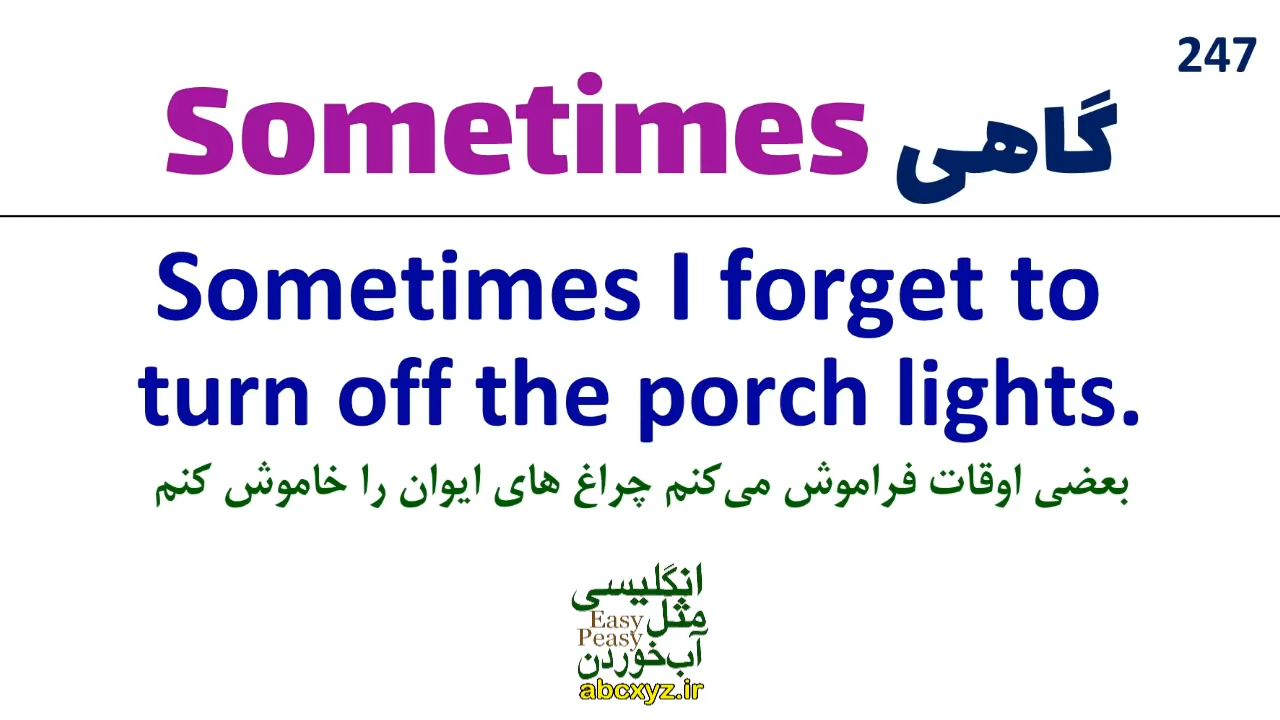 247
Sometimes گاهی
Sometimes I forget to
turn off the porch lights.
بعضی اوقات فراموش می‌کنم چراغ های ایوان را خاموش کنم
انگلیسی
مثل Easy
Peasy
آب‌خوردن
abcxyz.ir